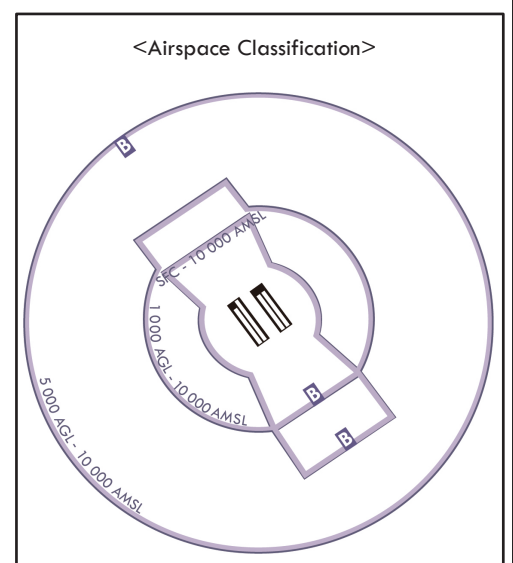 <Airspace Classification>
B
SFC - 10 000 AMSL
1 000 AGL - 10 000 AMSL
5 000 AGL - 10 000 AMSL
B
B